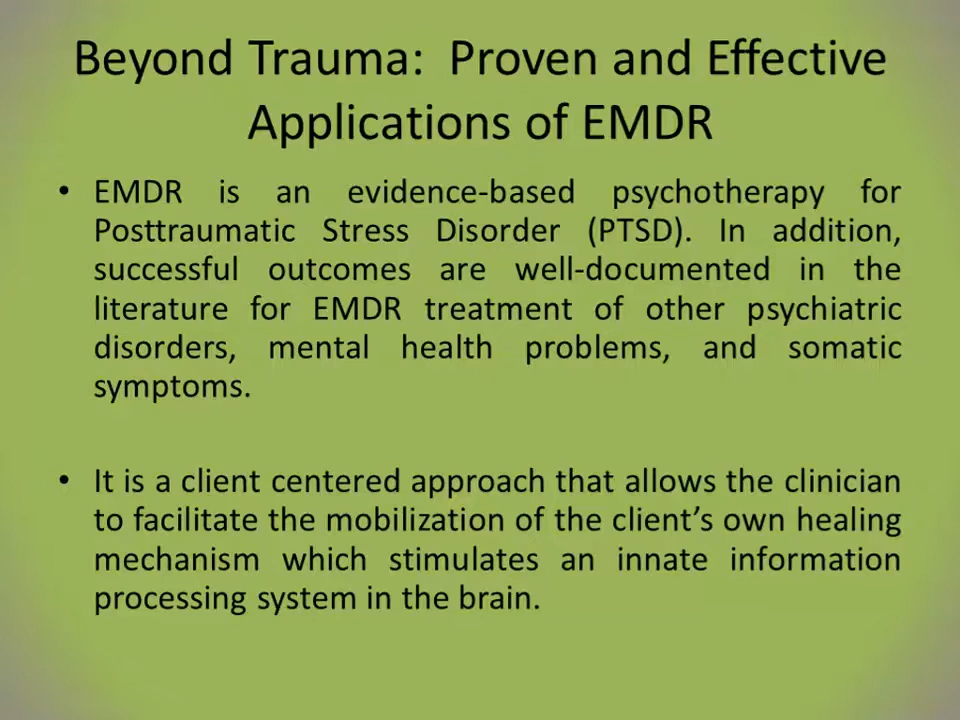 Beyond Trauma:  Proven and Effective
Applications of EMDR
• EMDR is an evidence-based psychotherapy for
Posttraumatic Stress Disorder (PTSD). In addition,
successful outcomes are well-documented in the
literature for EMDR treatment of other psychiatric
disorders, mental health problems, and somatic
symptoms.
• It is a client centered approach that allows the clinician
to facilitate the mobilization of the client’s own healing
mechanism which stimulates an innate information
processing system in the brain.